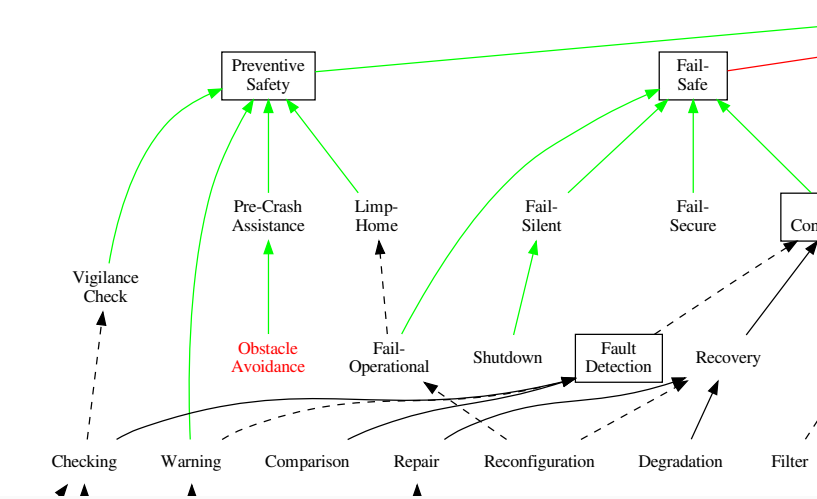 Preventive
Safety
Fail-
Safe
Pre-Crash
Assistance
Limp-
Home
Fail-
Silent
Fail-
Secure
Vigilance
Check
Obstacle
Avoidance
Fail-
Operational
Shutdown
Fault
Detection
Recovery
Checking
Warning
Comparison
Repair
Reconfiguration
Degradation
Filter